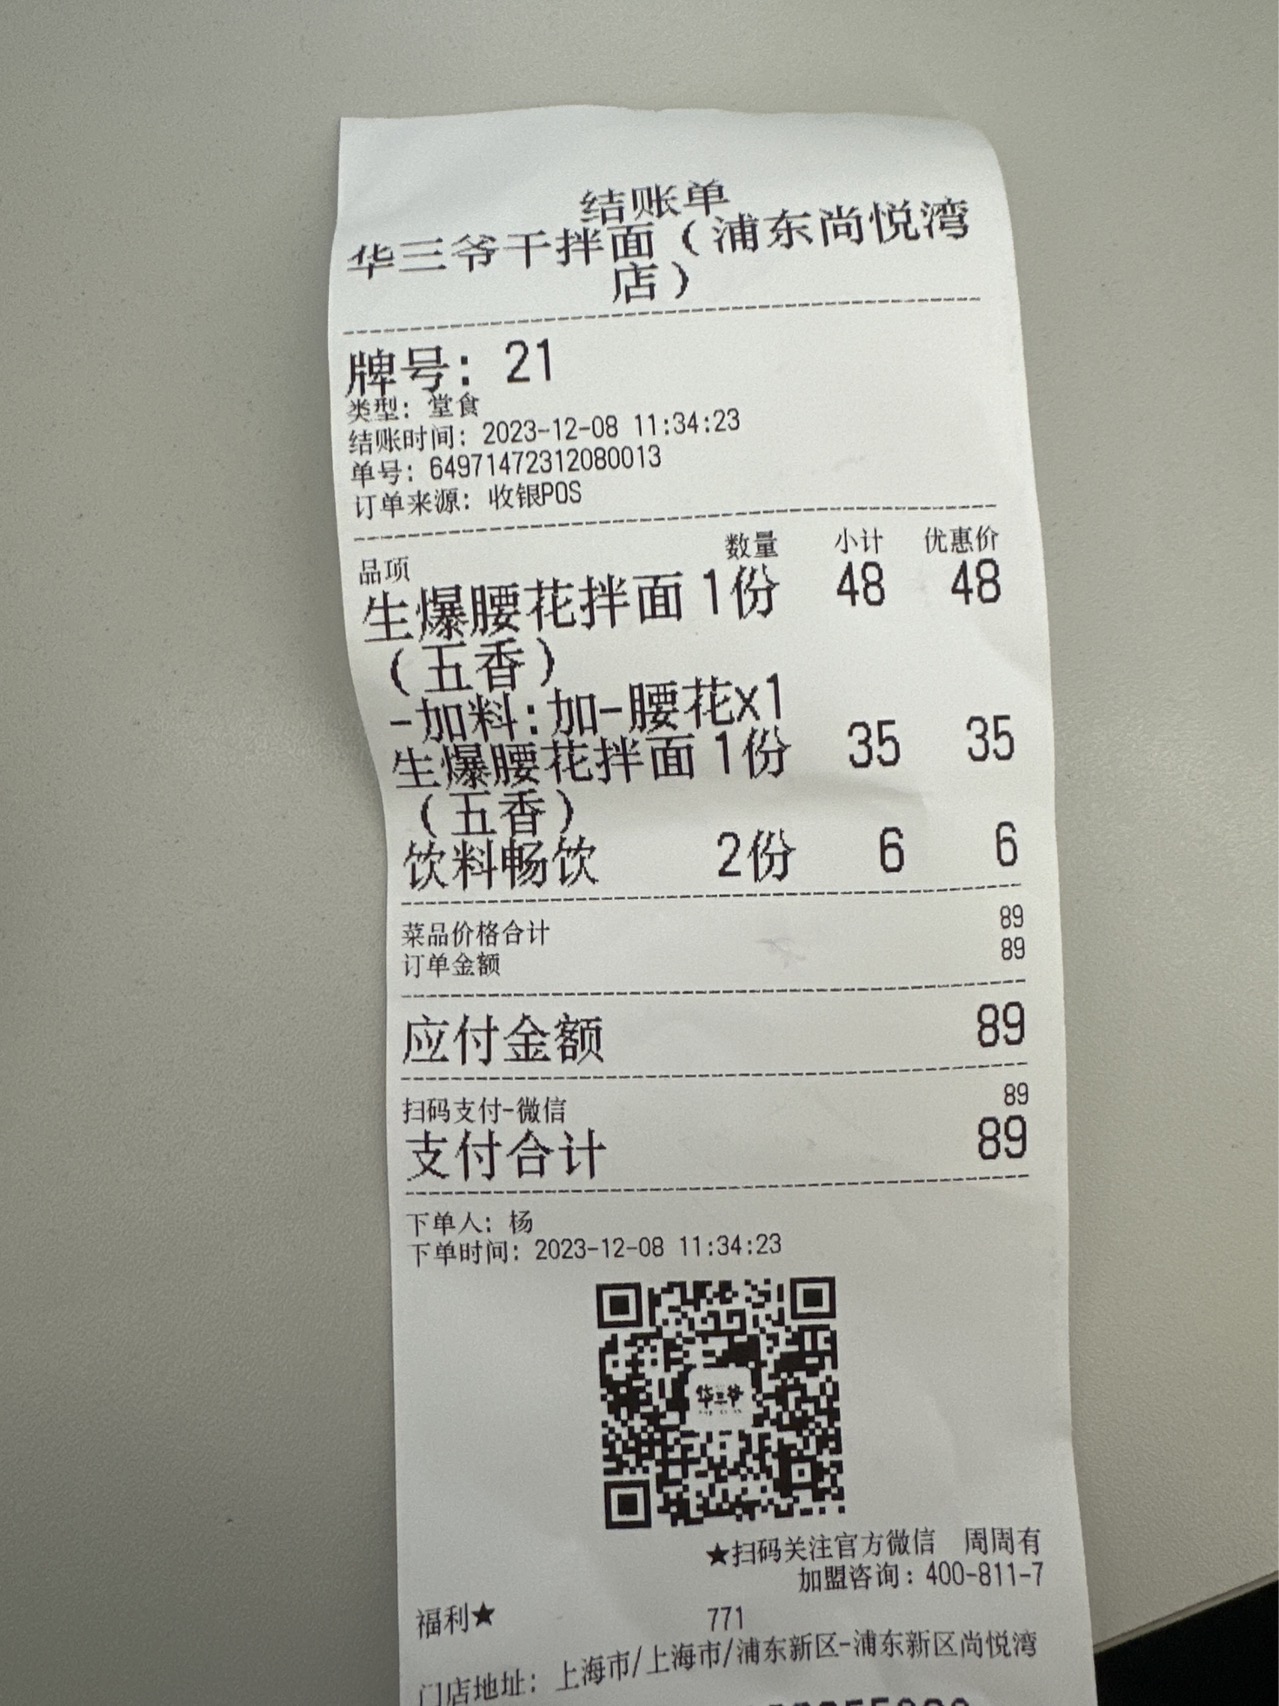 结账单
华三爷干拌面（浦东尚悦湾
店）
牌号：21
类型：堂食
结账时间：2023-12-08 11:34:23
单号：64971472312080013
订单来源：收银POS
品项 数量 小计 优惠价
生爆腰花拌面 1份 48 48
（五香）
-加料:加-腰花x1
生爆腰花拌面 1份 35 35
（五香）
饮料畅饮 2份 6 6
菜品价格合计 89
订单金额 89
应付金额 89
扫码支付-微信 89
支付合计 89
下单人：杨
下单时间：2023-12-08 11:34:23
华三爷
★扫码关注官方微信 周周有
加盟咨询：400-811-7
福利★ 771
门店地址：上海市/上海市/浦东新区-浦东新区尚悦湾